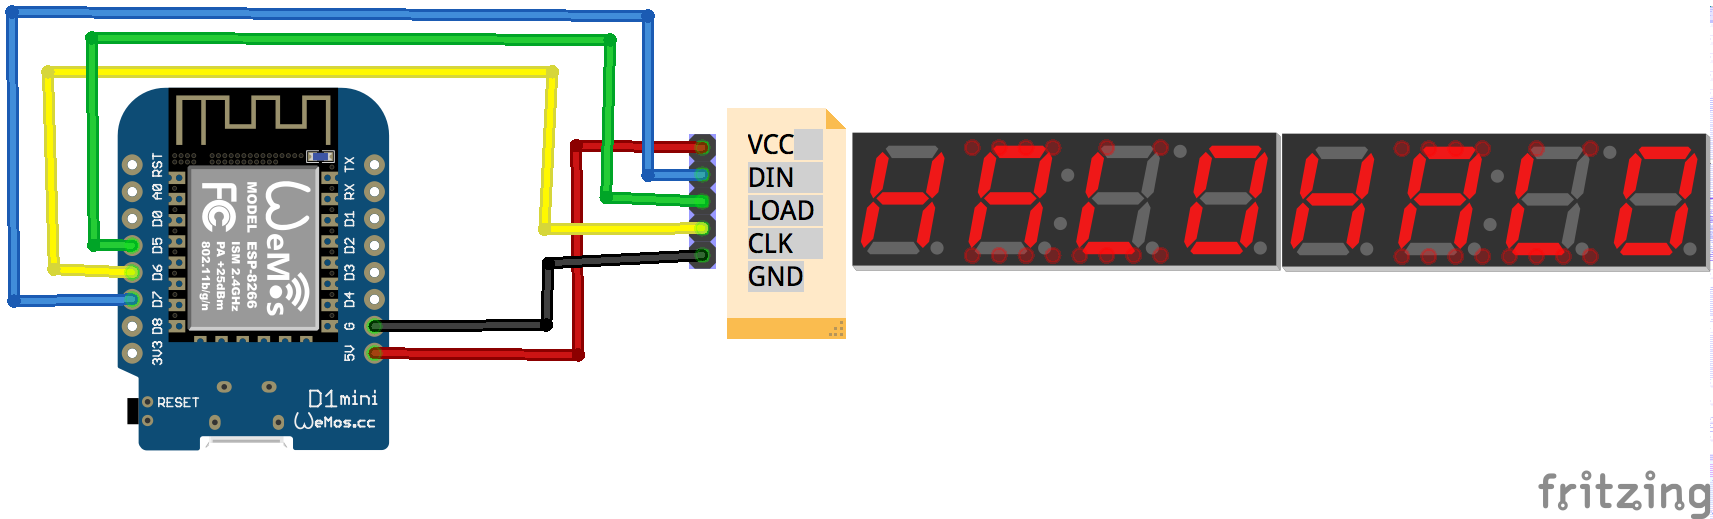 RST
A0
D0
D5
D6
D7
D8
3V3
TX
RX
D1
D2
D3
D4
G
5V
WeMos
MODEL ESP-8266
ISM 2.4GHz
PA +25dBm
802.11b/g/n
FC
RESET
D1mini
WeMos.cc
VCC
DIN
LOAD
CLK
GND
fritzing